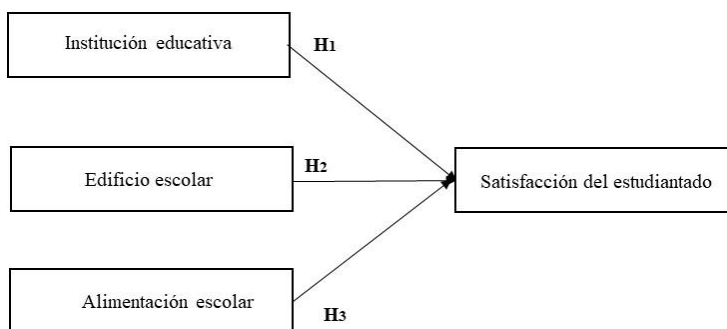 Institución educativa
H1
Edificio escolar
H2
Satisfacción del estudiantado
Alimentación escolar
H3